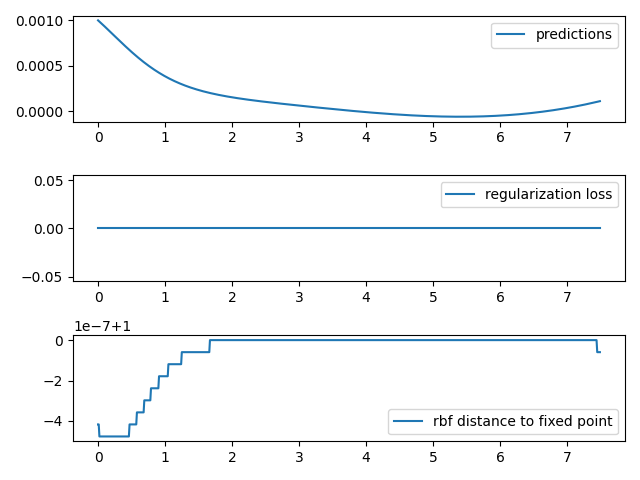 0.0010
0.0005
0.0000
predictions
0 1 2 3 4 5 6 7
0.05
0.00
−0.05
regularization loss
0 1 2 3 4 5 6 7
1e−7+1
0
−2
−4
rbf distance to fixed point
0 1 2 3 4 5 6 7